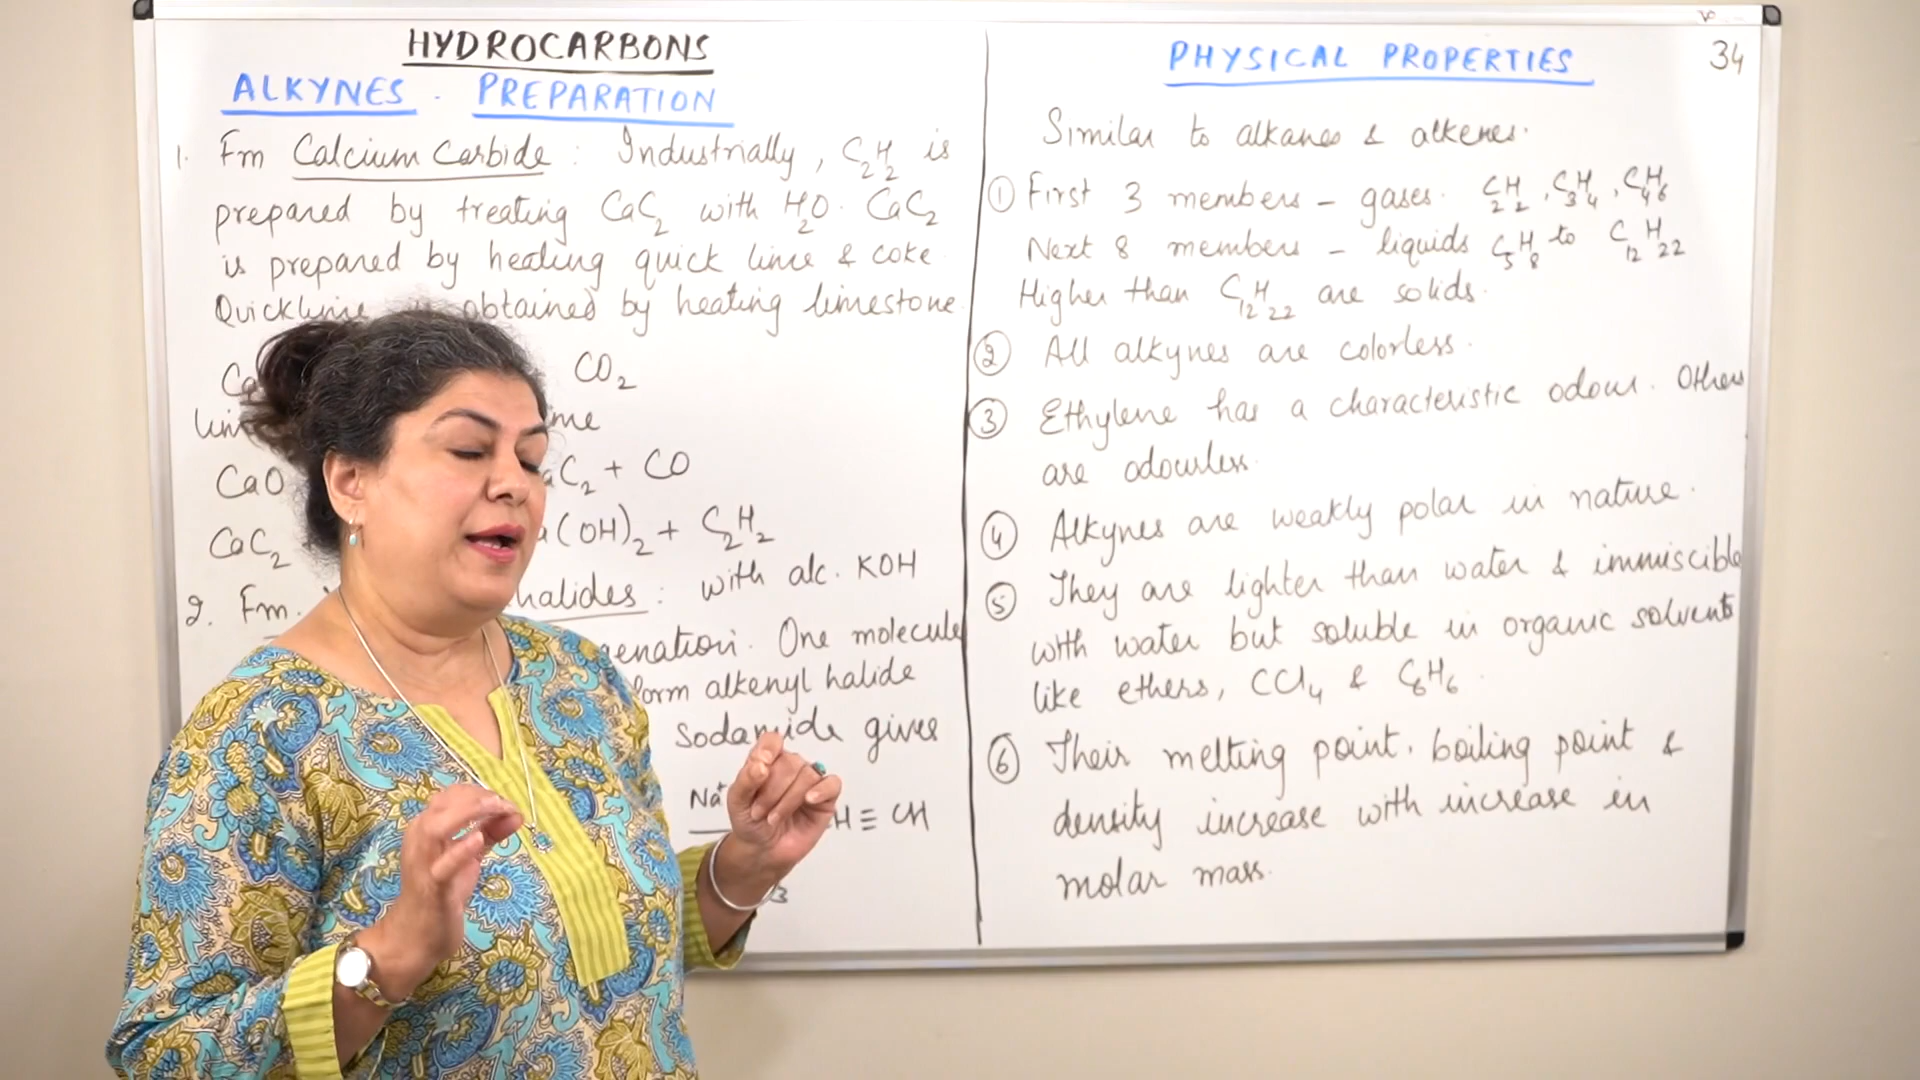 HYDROCARBONS
ALKYNES - PREPARATION
1. Fm Calcium Carbide : Industrially, C2H2 is
prepared by treating CaC2 with H2O. CaC2
is prepared by heating quick lime & coke
Quicklime obtained by heating limestone.
CO2
CaO C2 + CO
CaC2 (OH)2 + C2H2
2. Fm. halides : with alc. KOH
genation. One molecule
form alkenyl halide
Sodamide gives
Na+ H ≡ CH
3
34
PHYSICAL PROPERTIES
Similar to alkanes & alkenes.
① First 3 members – gases. C2H2, C3H4, C4H6
Next 8 members – liquids C5H8 to C12H22
Higher than C12H22 are solids.
② All alkynes are colorless.
③ Ethylene has a characteristic odour. Others
are odourless.
④ Alkynes are weakly polar in nature.
⑤ They are lighter than water & immiscible
with water but soluble in organic solvents
like ethers, CCl4 & C6H6.
⑥ Their melting point, boiling point &
density increase with increase in
molar mass.